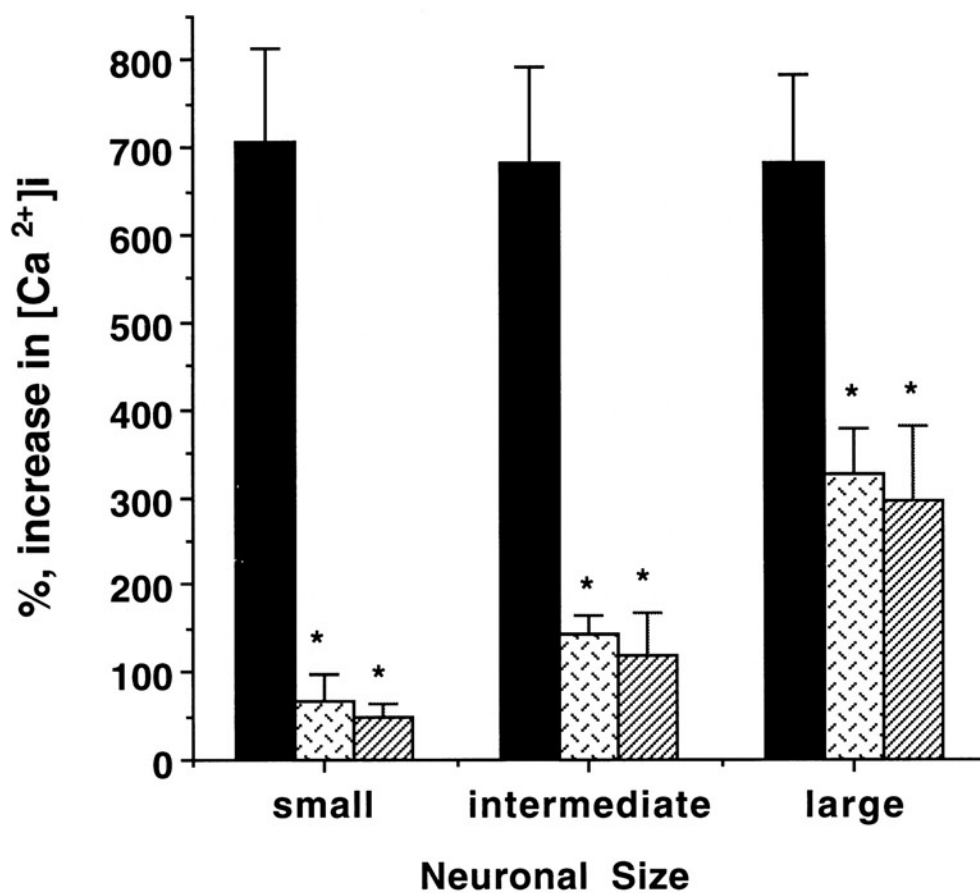 %, increase in [Ca 2+]i
800
700
600
500
400
300
200
100
0
* * * * * *
small intermediate large
Neuronal Size